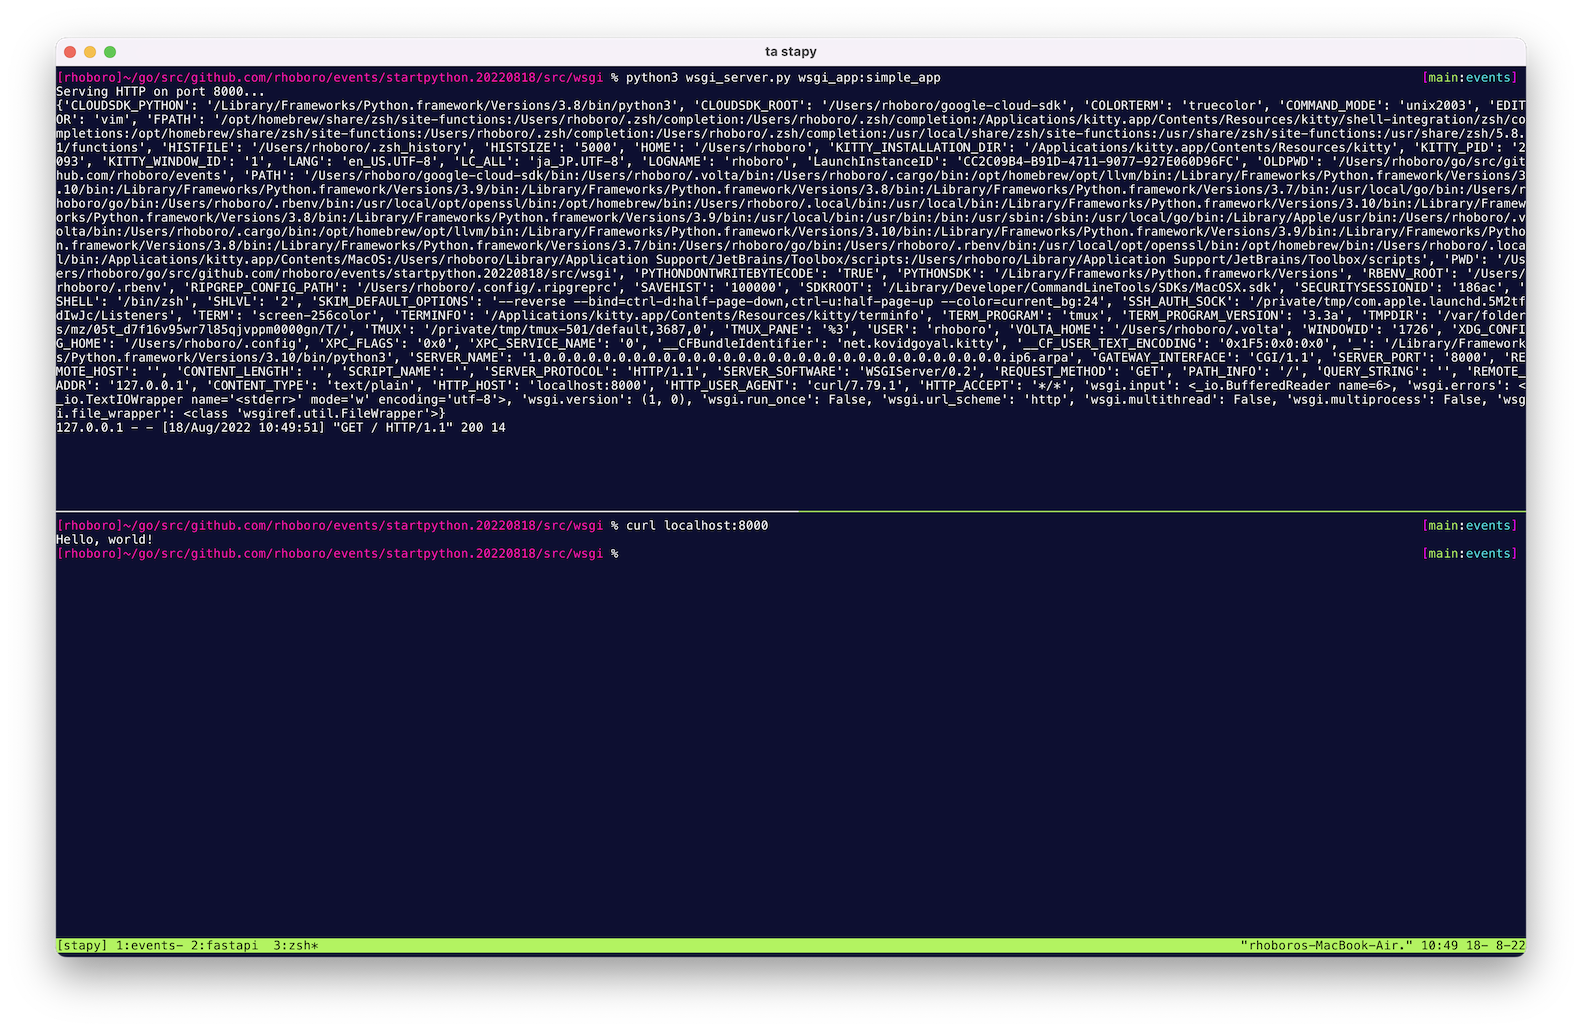 ta stapy
[rhoboro]~/go/src/github.com/rhoboro/events/startpython.20220818/src/wsgi % python3 wsgi_server.py wsgi_app:simple_app [main:events]
Serving HTTP on port 8000...
{'CLOUDSDK_PYTHON': '/Library/Frameworks/Python.framework/Versions/3.8/bin/python3', 'CLOUDSDK_ROOT': '/Users/rhoboro/google-cloud-sdk', 'COLORTERM': 'truecolor', 'COMMAND_MODE': 'unix2003', 'EDIT
OR': 'vim', 'FPATH': '/opt/homebrew/share/zsh/site-functions:/Users/rhoboro/.zsh/completion:/Users/rhoboro/.zsh/completion:/Applications/kitty.app/Contents/Resources/kitty/shell-integration/zsh/co
mpletions:/opt/homebrew/share/zsh/site-functions:/Users/rhoboro/.zsh/completion:/Users/rhoboro/.zsh/completion:/usr/local/share/zsh/site-functions:/usr/share/zsh/site-functions:/usr/share/zsh/5.8.
1/functions', 'HISTFILE': '/Users/rhoboro/.zsh_history', 'HISTSIZE': '5000', 'HOME': '/Users/rhoboro', 'KITTY_INSTALLATION_DIR': '/Applications/kitty.app/Contents/Resources/kitty', 'KITTY_PID': '2
093', 'KITTY_WINDOW_ID': '1', 'LANG': 'en_US.UTF-8', 'LC_ALL': 'ja_JP.UTF-8', 'LOGNAME': 'rhoboro', 'LaunchInstanceID': 'CC2C09B4-B91D-4711-9077-927E060D96FC', 'OLDPWD': '/Users/rhoboro/go/src/git
hub.com/rhoboro/events', 'PATH': '/Users/rhoboro/google-cloud-sdk/bin:/Users/rhoboro/.volta/bin:/Users/rhoboro/.cargo/bin:/opt/homebrew/opt/llvm/bin:/Library/Frameworks/Python.framework/Versions/3
.10/bin:/Library/Frameworks/Python.framework/Versions/3.9/bin:/Library/Frameworks/Python.framework/Versions/3.8/bin:/Library/Frameworks/Python.framework/Versions/3.7/bin:/usr/local/go/bin:/Users/r
hoboro/go/bin:/Users/rhoboro/.rbenv/bin:/usr/local/opt/openssl/bin:/opt/homebrew/bin:/Users/rhoboro/.local/bin:/usr/local/bin:/Library/Frameworks/Python.framework/Versions/3.10/bin:/Library/Framew
orks/Python.framework/Versions/3.8/bin:/Library/Frameworks/Python.framework/Versions/3.9/bin:/usr/local/bin:/usr/bin:/bin:/usr/sbin:/sbin:/usr/local/go/bin:/Library/Apple/usr/bin:/Users/rhoboro/.v
olta/bin:/Users/rhoboro/.cargo/bin:/opt/homebrew/opt/llvm/bin:/Library/Frameworks/Python.framework/Versions/3.10/bin:/Library/Frameworks/Python.framework/Versions/3.9/bin:/Library/Frameworks/Pytho
n.framework/Versions/3.8/bin:/Library/Frameworks/Python.framework/Versions/3.7/bin:/Users/rhoboro/go/bin:/Users/rhoboro/.rbenv/bin:/usr/local/opt/openssl/bin:/opt/homebrew/bin:/Users/rhoboro/.loca
l/bin:/Applications/kitty.app/Contents/MacOS:/Users/rhoboro/Library/Application Support/JetBrains/Toolbox/scripts:/Users/rhoboro/Library/Application Support/JetBrains/Toolbox/scripts', 'PWD': '/Us
ers/rhoboro/go/src/github.com/rhoboro/events/startpython.20220818/src/wsgi', 'PYTHONDONTWRITEBYTECODE': 'TRUE', 'PYTHONSDK': '/Library/Frameworks/Python.framework/Versions', 'RBENV_ROOT': '/Users/
rhoboro/.rbenv', 'RIPGREP_CONFIG_PATH': '/Users/rhoboro/.config/.ripgreprc', 'SAVEHIST': '100000', 'SDKROOT': '/Library/Developer/CommandLineTools/SDKs/MacOSX.sdk', 'SECURITYSESSIONID': '186ac', '
SHELL': '/bin/zsh', 'SHLVL': '2', 'SKIM_DEFAULT_OPTIONS': '--reverse --bind=ctrl-d:half-page-down,ctrl-u:half-page-up --color=current_bg:24', 'SSH_AUTH_SOCK': '/private/tmp/com.apple.launchd.5M2tf
dIwJc/Listeners', 'TERM': 'screen-256color', 'TERMINFO': '/Applications/kitty.app/Contents/Resources/kitty/terminfo', 'TERM_PROGRAM': 'tmux', 'TERM_PROGRAM_VERSION': '3.3a', 'TMPDIR': '/var/folder
s/mz/05t_d7f16v95wr7l85qjvppm0000gn/T/', 'TMUX': '/private/tmp/tmux-501/default,3687,0', 'TMUX_PANE': '%3', 'USER': 'rhoboro', 'VOLTA_HOME': '/Users/rhoboro/.volta', 'WINDOWID': '1726', 'XDG_CONFI
G_HOME': '/Users/rhoboro/.config', 'XPC_FLAGS': '0x0', 'XPC_SERVICE_NAME': '0', '__CFBundleIdentifier': 'net.kovidgoyal.kitty', '__CF_USER_TEXT_ENCODING': '0x1F5:0x0:0x0', '_': '/Library/Framework
s/Python.framework/Versions/3.10/bin/python3', 'SERVER_NAME': '1.0.0.0.0.0.0.0.0.0.0.0.0.0.0.0.0.0.0.0.0.0.0.0.0.0.0.0.0.0.0.0.ip6.arpa', 'GATEWAY_INTERFACE': 'CGI/1.1', 'SERVER_PORT': '8000', 'RE
MOTE_HOST': '', 'CONTENT_LENGTH': '', 'SCRIPT_NAME': '', 'SERVER_PROTOCOL': 'HTTP/1.1', 'SERVER_SOFTWARE': 'WSGIServer/0.2', 'REQUEST_METHOD': 'GET', 'PATH_INFO': '/', 'QUERY_STRING': '', 'REMOTE_
ADDR': '127.0.0.1', 'CONTENT_TYPE': 'text/plain', 'HTTP_HOST': 'localhost:8000', 'HTTP_USER_AGENT': 'curl/7.79.1', 'HTTP_ACCEPT': '*/*', 'wsgi.input': <_io.BufferedReader name=6>, 'wsgi.errors': <
_io.TextIOWrapper name='<stderr>' mode='w' encoding='utf-8'>, 'wsgi.version': (1, 0), 'wsgi.run_once': False, 'wsgi.url_scheme': 'http', 'wsgi.multithread': False, 'wsgi.multiprocess': False, 'wsg
i.file_wrapper': <class 'wsgiref.util.FileWrapper'>}
127.0.0.1 - - [18/Aug/2022 10:49:51] "GET / HTTP/1.1" 200 14
[rhoboro]~/go/src/github.com/rhoboro/events/startpython.20220818/src/wsgi % curl localhost:8000 [main:events]
Hello, world!
[rhoboro]~/go/src/github.com/rhoboro/events/startpython.20220818/src/wsgi % [main:events]
[stapy] 1:events- 2:fastapi  3:zsh* "rhoboros-MacBook-Air." 10:49 18- 8-22